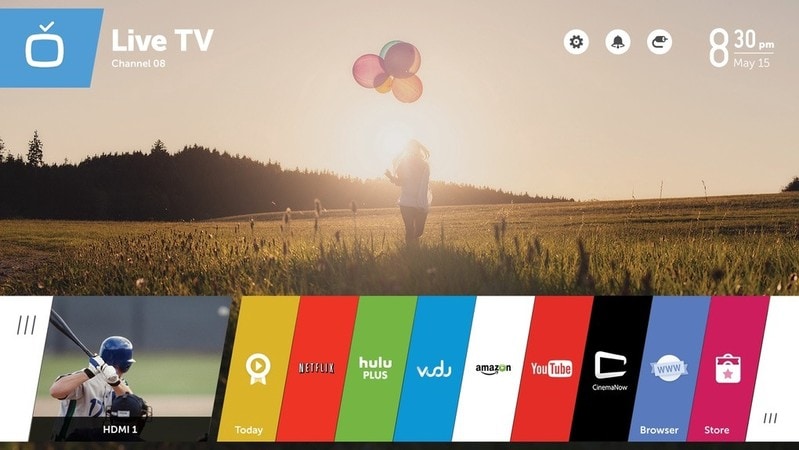 Live TV
Channel 08
8 30 pm
May 15
HDMI 1
Today
NETFLIX
hulu
PLUS
vudu
amazon
YouTube
CinemaNow
WWW
Browser
Store